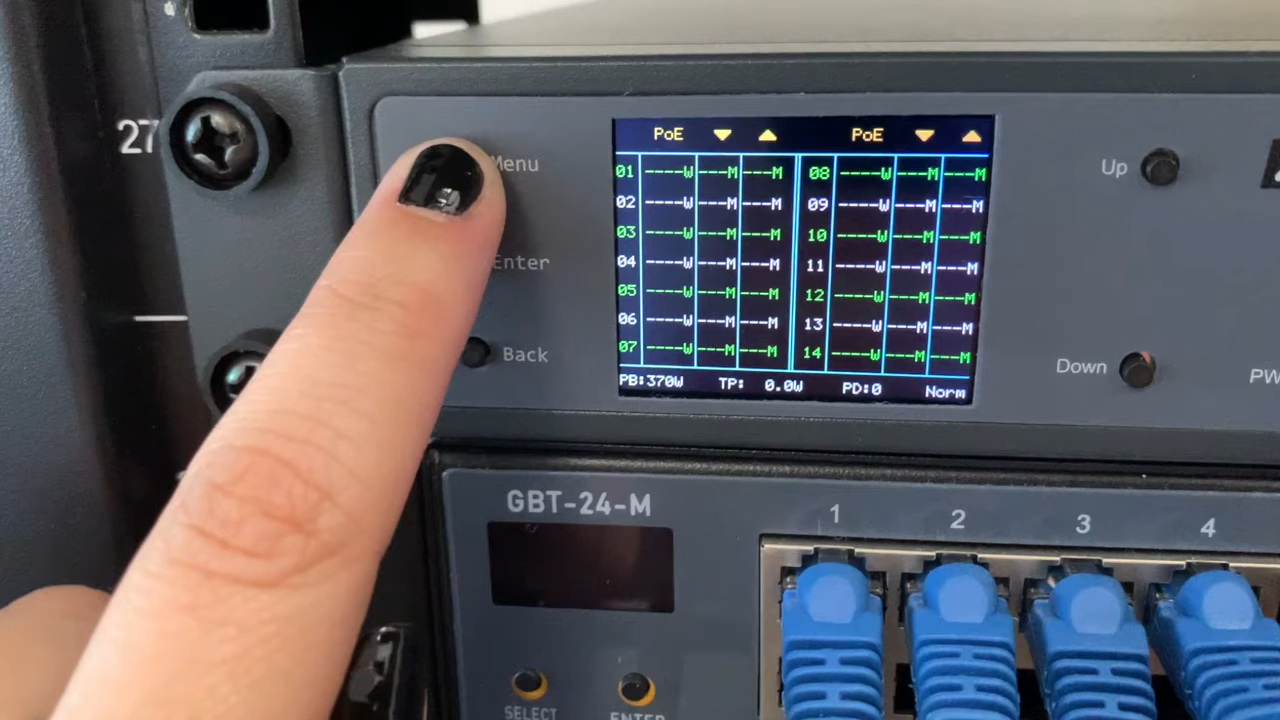 27
Menu
Enter
Back
PoE ▼ ▲ PoE ▼ ▲
01 ----W ---M ---M 08 ----W ---M ---M
02 ----W ---M ---M 09 ----W ---M ---M
03 ----W ---M ---M 10 ----W ---M ---M
04 ----W ---M ---M 11 ----W ---M ---M
05 ----W ---M ---M 12 ----W ---M ---M
06 ----W ---M ---M 13 ----W ---M ---M
07 ----W ---M ---M 14 ----W ---M ---M
PB:370W TP: 0.0W PD:0 Norm
Up
Down
PW
GBT-24-M
1 2 3 4
SELECT ENTER